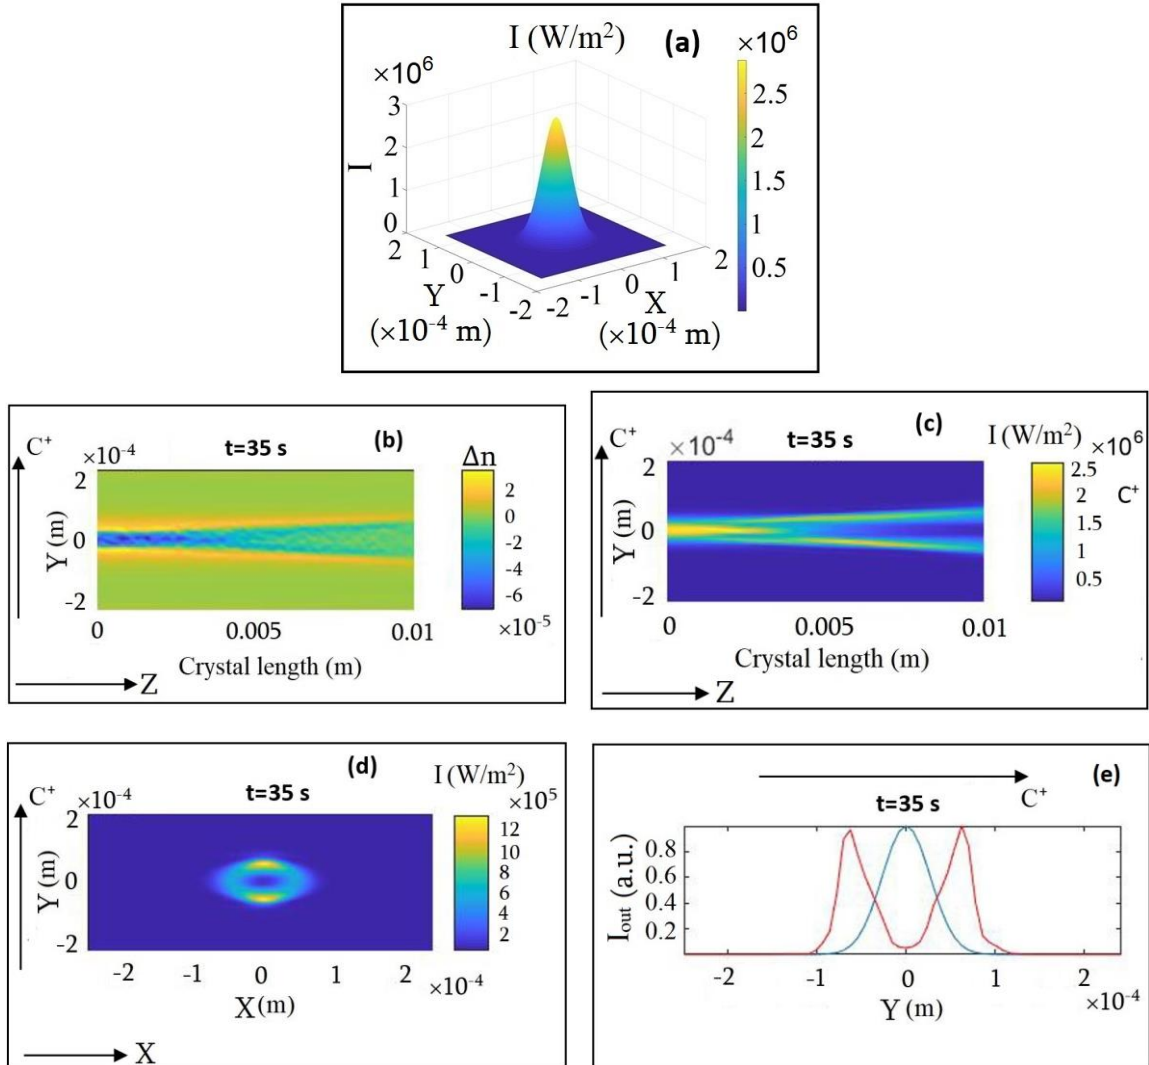 I (W/m²) (a)
×10⁶
×10⁶
3
2
1
0
I
2.5
2
1.5
1
0.5
2
1
0
-1
-2
Y
(×10⁻⁴ m)
-2
-1
0
1
2
X
(×10⁻⁴ m)
C⁺
×10⁻⁴
t=35 s
(b)
Δn
2
0
-2
Y (m)
2
0
-2
-4
-6
×10⁻⁵
0 0.005 0.01
Crystal length (m)
Z
C⁺
×10⁻⁴
t=35 s
(c)
I (W/m²) ×10⁶
2
0
-2
Y (m)
2.5
2
1.5
1
0.5
C⁺
0 0.005 0.01
Crystal length (m)
Z
C⁺
×10⁻⁴
t=35 s
(d)
I (W/m²)
×10⁵
2
0
-2
Y (m)
12
10
8
6
4
2
-2 -1 0 1 2
×10⁻⁴
X (m)
X
(e)
C⁺
t=35 s
0.8
0.6
0.4
0.2
Iout (a.u.)
-2 -1 0 1 2
×10⁻⁴
Y (m)